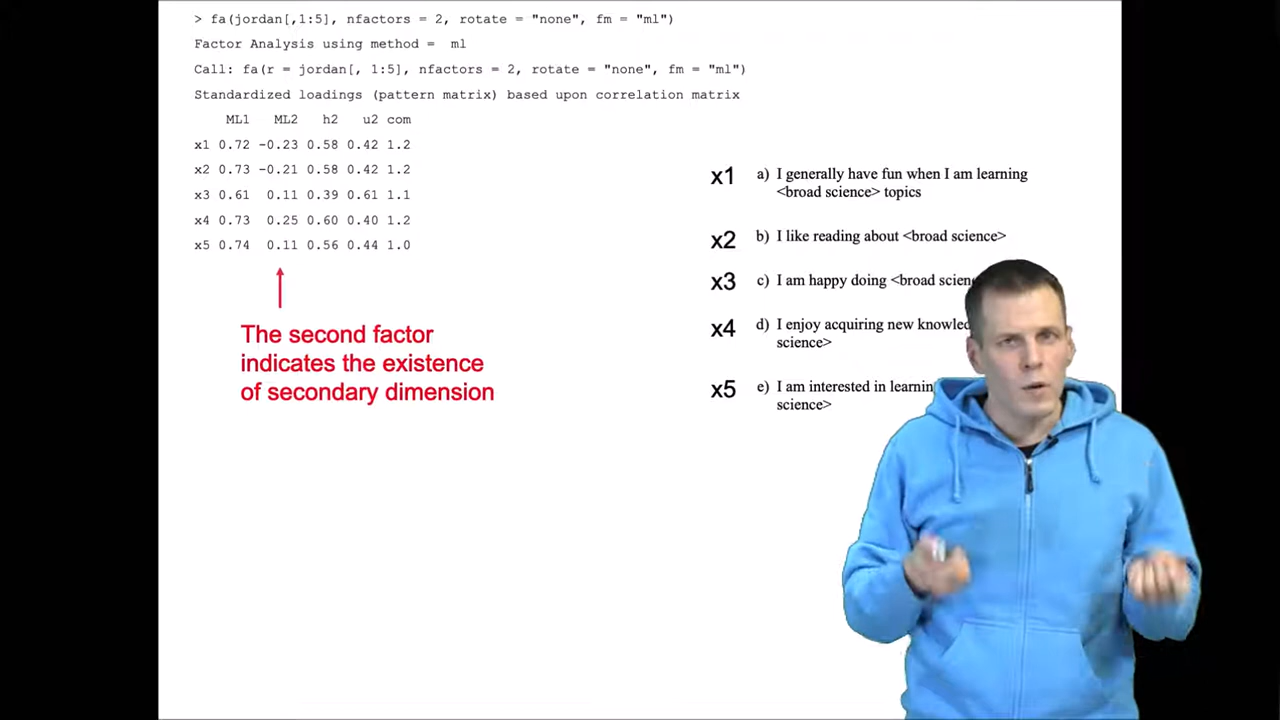 > fa(jordan[,1:5], nfactors = 2, rotate = "none", fm = "ml")
Factor Analysis using method =  ml
Call: fa(r = jordan[, 1:5], nfactors = 2, rotate = "none", fm = "ml")
Standardized loadings (pattern matrix) based upon correlation matrix
ML1 ML2 h2 u2 com
x1 0.72 -0.23 0.58 0.42 1.2
x2 0.73 -0.21 0.58 0.42 1.2
x3 0.61 0.11 0.39 0.61 1.1
x4 0.73 0.25 0.60 0.40 1.2
x5 0.74 0.11 0.56 0.44 1.0
The second factor
indicates the existence
of secondary dimension
x1 a) I generally have fun when I am learning
<broad science> topics
x2 b) I like reading about <broad science>
x3 c) I am happy doing <broad
x4 d) I enjoy acquiring new
science>
x5 e) I am interested in
science>